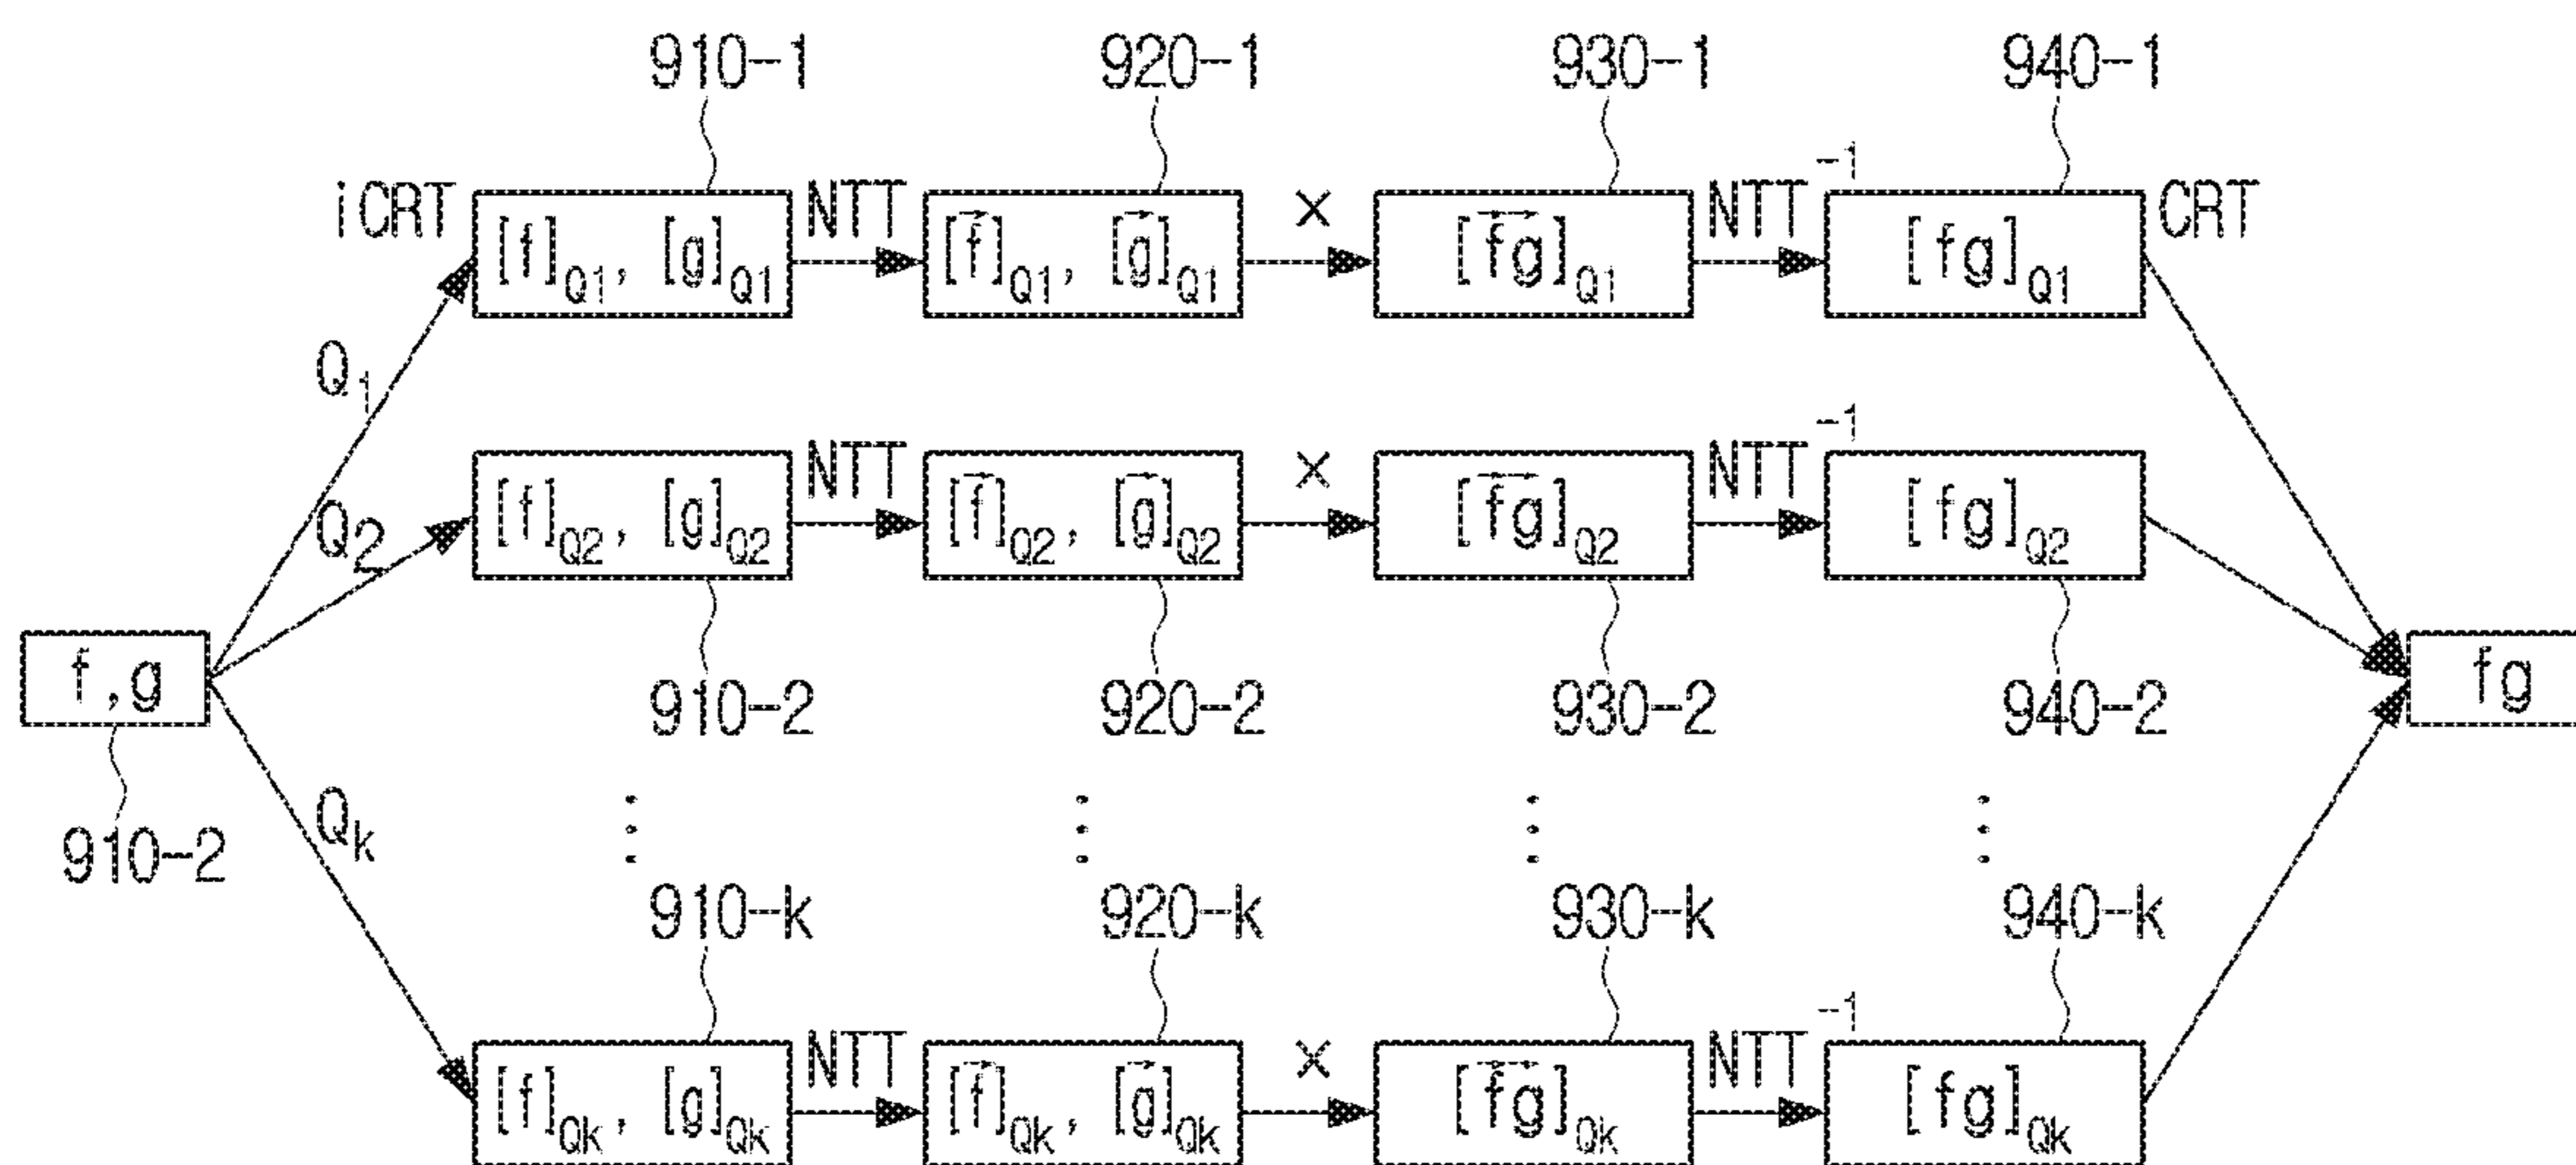 910-1 920-1 930-1 940-1
iCRT [f]Q1, [g]Q1 NTT [f⃗]Q1, [g⃗]Q1 × [f⃗g⃗]Q1 NTT⁻¹ [fg]Q1 CRT
Q₁
Q₂ [f]Q2, [g]Q2 NTT [f⃗]Q2, [g⃗]Q2 × [f⃗g⃗]Q2 NTT⁻¹ [fg]Q2
f,g 910-2 920-2 930-2 940-2 fg
910-2 Qₖ
910-k 920-k 930-k 940-k
[f]Qk, [g]Qk NTT [f⃗]Qk, [g⃗]Qk × [f⃗g⃗]Qk NTT⁻¹ [fg]Qk